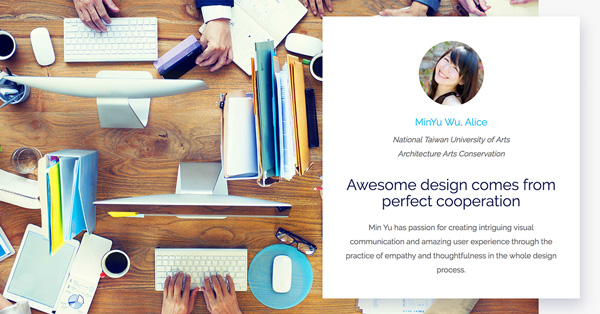 MinYu Wu, Alice
National Taiwan University of Arts
Architecture Arts Conservation
Awesome design comes from
perfect cooperation
Min Yu has passion for creating intriguing visual
communication and amazing user experience through the
practice of empathy and thoughtfulness in the whole design
process.